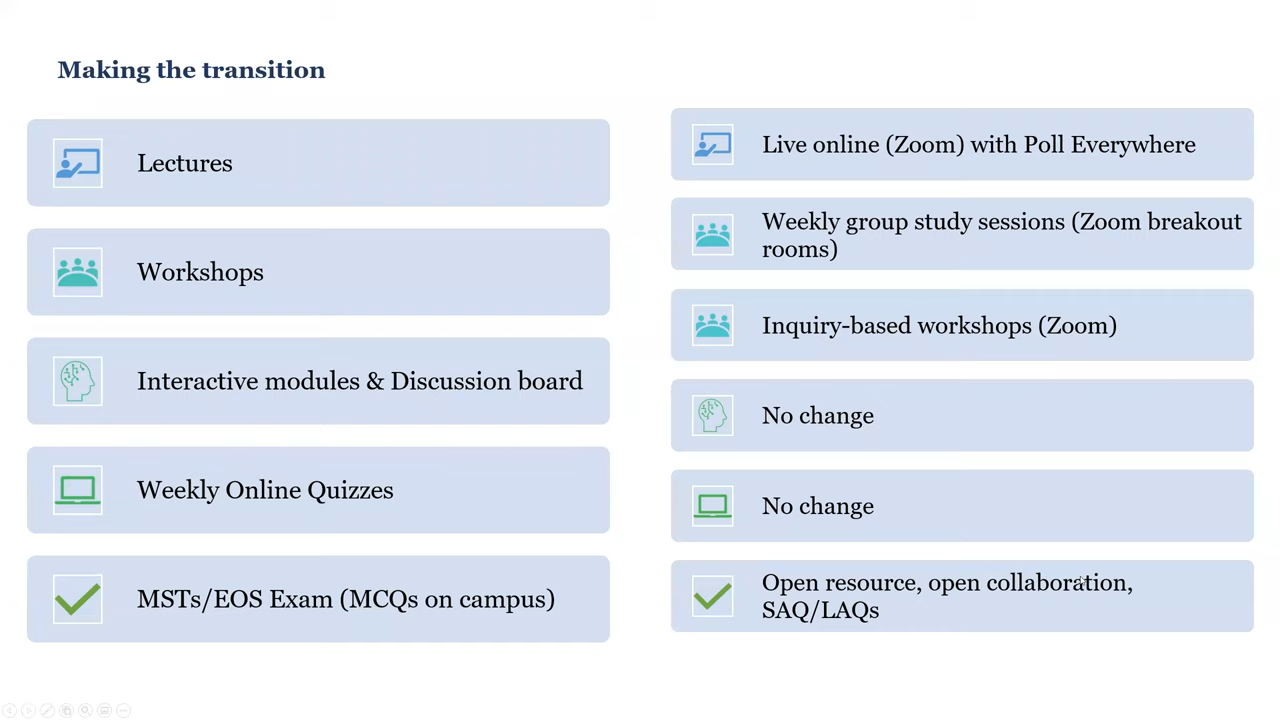 Making the transition
Lectures
Workshops
Interactive modules & Discussion board
Weekly Online Quizzes
MSTs/EOS Exam (MCQs on campus)
Live online (Zoom) with Poll Everywhere
Weekly group study sessions (Zoom breakout
rooms)
Inquiry-based workshops (Zoom)
No change
No change
Open resource, open collaboration,
SAQ/LAQs